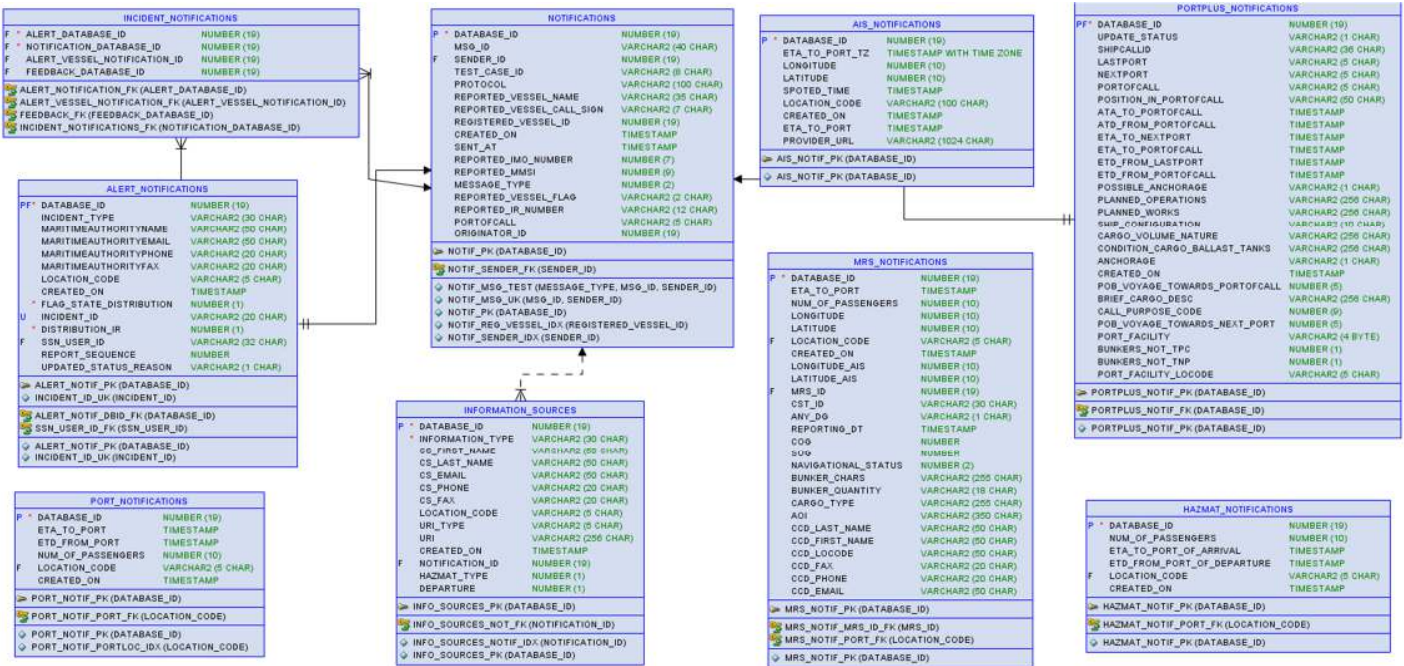 INCIDENT_NOTIFICATIONS
F * ALERT_DATABASE_ID NUMBER (19)
F * NOTIFICATION_DATABASE_ID NUMBER (19)
F ALERT_VESSEL_NOTIFICATION_ID NUMBER (19)
F FEEDBACK_DATABASE_ID NUMBER (19)
ALERT_NOTIFICATION_FK (ALERT_DATABASE_ID)
ALERT_VESSEL_NOTIFICATION_FK (ALERT_VESSEL_NOTIFICATION_ID)
FEEDBACK_FK (FEEDBACK_DATABASE_ID)
INCIDENT_NOTIFICATIONS_FK (NOTIFICATION_DATABASE_ID)
NOTIFICATIONS
P * DATABASE_ID NUMBER (19)
MSG_ID VARCHAR2 (40 CHAR)
F SENDER_ID NUMBER (19)
TEST_CASE_ID VARCHAR2 (8 CHAR)
PROTOCOL VARCHAR2 (100 CHAR)
REPORTED_VESSEL_NAME VARCHAR2 (35 CHAR)
REPORTED_VESSEL_CALL_SIGN VARCHAR2 (7 CHAR)
REGISTERED_VESSEL_ID NUMBER (19)
CREATED_ON TIMESTAMP
SENT_AT TIMESTAMP
REPORTED_IMO_NUMBER NUMBER (7)
REPORTED_MMSI NUMBER (9)
MESSAGE_TYPE NUMBER (2)
REPORTED_VESSEL_FLAG VARCHAR2 (2 CHAR)
REPORTED_IR_NUMBER VARCHAR2 (12 CHAR)
PORTOFCALL VARCHAR2 (5 CHAR)
ORIGINATOR_ID NUMBER (19)
NOTIF_PK (DATABASE_ID)
NOTIF_SENDER_FK (SENDER_ID)
NOTIF_MSG_TEST (MESSAGE_TYPE, MSG_ID, SENDER_ID)
NOTIF_MSG_UK (MSG_ID, SENDER_ID)
NOTIF_PK (DATABASE_ID)
NOTIF_REG_VESSEL_IDX (REGISTERED_VESSEL_ID)
NOTIF_SENDER_IDX (SENDER_ID)
AIS_NOTIFICATIONS
P * DATABASE_ID NUMBER (19)
ETA_TO_PORT_TZ TIMESTAMP WITH TIME ZONE
LONGITUDE NUMBER (10)
LATITUDE NUMBER (10)
SPOTED_TIME TIMESTAMP
LOCATION_CODE VARCHAR2 (100 CHAR)
CREATED_ON TIMESTAMP
ETA_TO_PORT TIMESTAMP
PROVIDER_URL VARCHAR2 (1024 CHAR)
AIS_NOTIF_PK (DATABASE_ID)
AIS_NOTIF_PK (DATABASE_ID)
PORTPLUS_NOTIFICATIONS
PF* DATABASE_ID NUMBER (19)
UPDATE_STATUS VARCHAR2 (1 CHAR)
SHIPCALLID VARCHAR2 (36 CHAR)
LASTPORT VARCHAR2 (5 CHAR)
NEXTPORT VARCHAR2 (5 CHAR)
PORTOFCALL VARCHAR2 (5 CHAR)
POSITION_IN_PORTOFCALL VARCHAR2 (50 CHAR)
ATA_TO_PORTOFCALL TIMESTAMP
ATD_FROM_PORTOFCALL TIMESTAMP
ETA_TO_NEXTPORT TIMESTAMP
ETA_TO_PORTOFCALL TIMESTAMP
ETD_FROM_LASTPORT TIMESTAMP
ETD_FROM_PORTOFCALL TIMESTAMP
POSSIBLE_ANCHORAGE VARCHAR2 (1 CHAR)
PLANNED_OPERATIONS VARCHAR2 (256 CHAR)
PLANNED_WORKS VARCHAR2 (256 CHAR)
SHIP_CONFIGURATION VARCHAR2 (10 CHAR)
CARGO_VOLUME_NATURE VARCHAR2 (256 CHAR)
CONDITION_CARGO_BALLAST_TANKS VARCHAR2 (256 CHAR)
ANCHORAGE VARCHAR2 (1 CHAR)
CREATED_ON TIMESTAMP
POB_VOYAGE_TOWARDS_PORTOFCALL NUMBER (5)
BRIEF_CARGO_DESC VARCHAR2 (256 CHAR)
CALL_PURPOSE_CODE NUMBER (9)
POB_VOYAGE_TOWARDS_NEXT_PORT NUMBER (5)
PORT_FACILITY VARCHAR2 (4 BYTE)
BUNKERS_NOT_TPC NUMBER (1)
BUNKERS_NOT_TNP NUMBER (1)
PORT_FACILITY_LOCODE VARCHAR2 (5 CHAR)
PORTPLUS_NOTIF_PK (DATABASE_ID)
PORTPLUS_NOTIF_FK (DATABASE_ID)
PORTPLUS_NOTIF_PK (DATABASE_ID)
ALERT_NOTIFICATIONS
PF* DATABASE_ID NUMBER (19)
INCIDENT_TYPE VARCHAR2 (30 CHAR)
MARITIMEAUTHORITYNAME VARCHAR2 (50 CHAR)
MARITIMEAUTHORITYEMAIL VARCHAR2 (50 CHAR)
MARITIMEAUTHORITYPHONE VARCHAR2 (20 CHAR)
MARITIMEAUTHORITYFAX VARCHAR2 (20 CHAR)
LOCATION_CODE VARCHAR2 (5 CHAR)
CREATED_ON TIMESTAMP
* FLAG_STATE_DISTRIBUTION NUMBER (1)
U INCIDENT_ID VARCHAR2 (20 CHAR)
* DISTRIBUTION_IR NUMBER (1)
F SSN_USER_ID VARCHAR2 (32 CHAR)
REPORT_SEQUENCE NUMBER
UPDATED_STATUS_REASON VARCHAR2 (1 CHAR)
ALERT_NOTIF_PK (DATABASE_ID)
INCIDENT_ID_UK (INCIDENT_ID)
ALERT_NOTIF_DBID_FK (DATABASE_ID)
SSN_USER_ID_FK (SSN_USER_ID)
ALERT_NOTIF_PK (DATABASE_ID)
INCIDENT_ID_UK (INCIDENT_ID)
MRS_NOTIFICATIONS
P * DATABASE_ID NUMBER (19)
ETA_TO_PORT TIMESTAMP
NUM_OF_PASSENGERS NUMBER (10)
LONGITUDE NUMBER (10)
LATITUDE NUMBER (10)
F LOCATION_CODE VARCHAR2 (5 CHAR)
CREATED_ON TIMESTAMP
LONGITUDE_AIS NUMBER (10)
LATITUDE_AIS NUMBER (10)
F MRS_ID NUMBER (19)
CST_ID VARCHAR2 (30 CHAR)
ANY_DG VARCHAR2 (1 CHAR)
REPORTING_DT TIMESTAMP
COG NUMBER
SOG NUMBER
NAVIGATIONAL_STATUS NUMBER (2)
BUNKER_CHARS VARCHAR2 (255 CHAR)
BUNKER_QUANTITY VARCHAR2 (18 CHAR)
CARGO_TYPE VARCHAR2 (255 CHAR)
AOI VARCHAR2 (350 CHAR)
CCD_LAST_NAME VARCHAR2 (50 CHAR)
CCD_FIRST_NAME VARCHAR2 (50 CHAR)
CCD_LOCODE VARCHAR2 (50 CHAR)
CCD_FAX VARCHAR2 (20 CHAR)
CCD_PHONE VARCHAR2 (20 CHAR)
CCD_EMAIL VARCHAR2 (50 CHAR)
MRS_NOTIF_PK (DATABASE_ID)
MRS_NOTIF_MRS_ID_FK (MRS_ID)
MRS_NOTIF_PORT_FK (LOCATION_CODE)
MRS_NOTIF_PK (DATABASE_ID)
INFORMATION_SOURCES
P * DATABASE_ID NUMBER (19)
* INFORMATION_TYPE VARCHAR2 (30 CHAR)
CS_FIRST_NAME VARCHAR2 (50 CHAR)
CS_LAST_NAME VARCHAR2 (50 CHAR)
CS_EMAIL VARCHAR2 (50 CHAR)
CS_PHONE VARCHAR2 (20 CHAR)
CS_FAX VARCHAR2 (20 CHAR)
LOCATION_CODE VARCHAR2 (5 CHAR)
URI_TYPE VARCHAR2 (5 CHAR)
URI VARCHAR2 (256 CHAR)
CREATED_ON TIMESTAMP
F NOTIFICATION_ID NUMBER (19)
HAZMAT_TYPE NUMBER (1)
DEPARTURE NUMBER (1)
INFO_SOURCES_PK (DATABASE_ID)
INFO_SOURCES_NOT_FK (NOTIFICATION_ID)
INFO_SOURCES_NOTIF_IDX (NOTIFICATION_ID)
INFO_SOURCES_PK (DATABASE_ID)
PORT_NOTIFICATIONS
P * DATABASE_ID NUMBER (19)
ETA_TO_PORT TIMESTAMP
ETD_FROM_PORT TIMESTAMP
NUM_OF_PASSENGERS NUMBER (10)
F LOCATION_CODE VARCHAR2 (5 CHAR)
CREATED_ON TIMESTAMP
PORT_NOTIF_PK (DATABASE_ID)
PORT_NOTIF_PORT_FK (LOCATION_CODE)
PORT_NOTIF_PK (DATABASE_ID)
PORT_NOTIF_PORTLOC_IDX (LOCATION_CODE)
HAZMAT_NOTIFICATIONS
P * DATABASE_ID NUMBER (19)
NUM_OF_PASSENGERS NUMBER (10)
ETA_TO_PORT_OF_ARRIVAL TIMESTAMP
ETD_FROM_PORT_OF_DEPARTURE TIMESTAMP
F LOCATION_CODE VARCHAR2 (5 CHAR)
CREATED_ON TIMESTAMP
HAZMAT_NOTIF_PK (DATABASE_ID)
HAZMAT_NOTIF_PORT_FK (LOCATION_CODE)
HAZMAT_NOTIF_PK (DATABASE_ID)